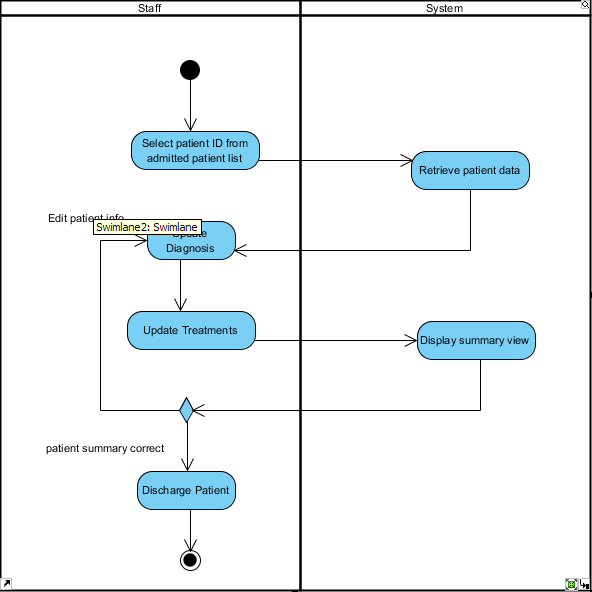 Staff
System
Select patient ID from
admitted patient list
Retrieve patient data
Edit patient info
Swimlane2: Swimlane
Diagnosis
Update Treatments
Display summary view
patient summary correct
Discharge Patient